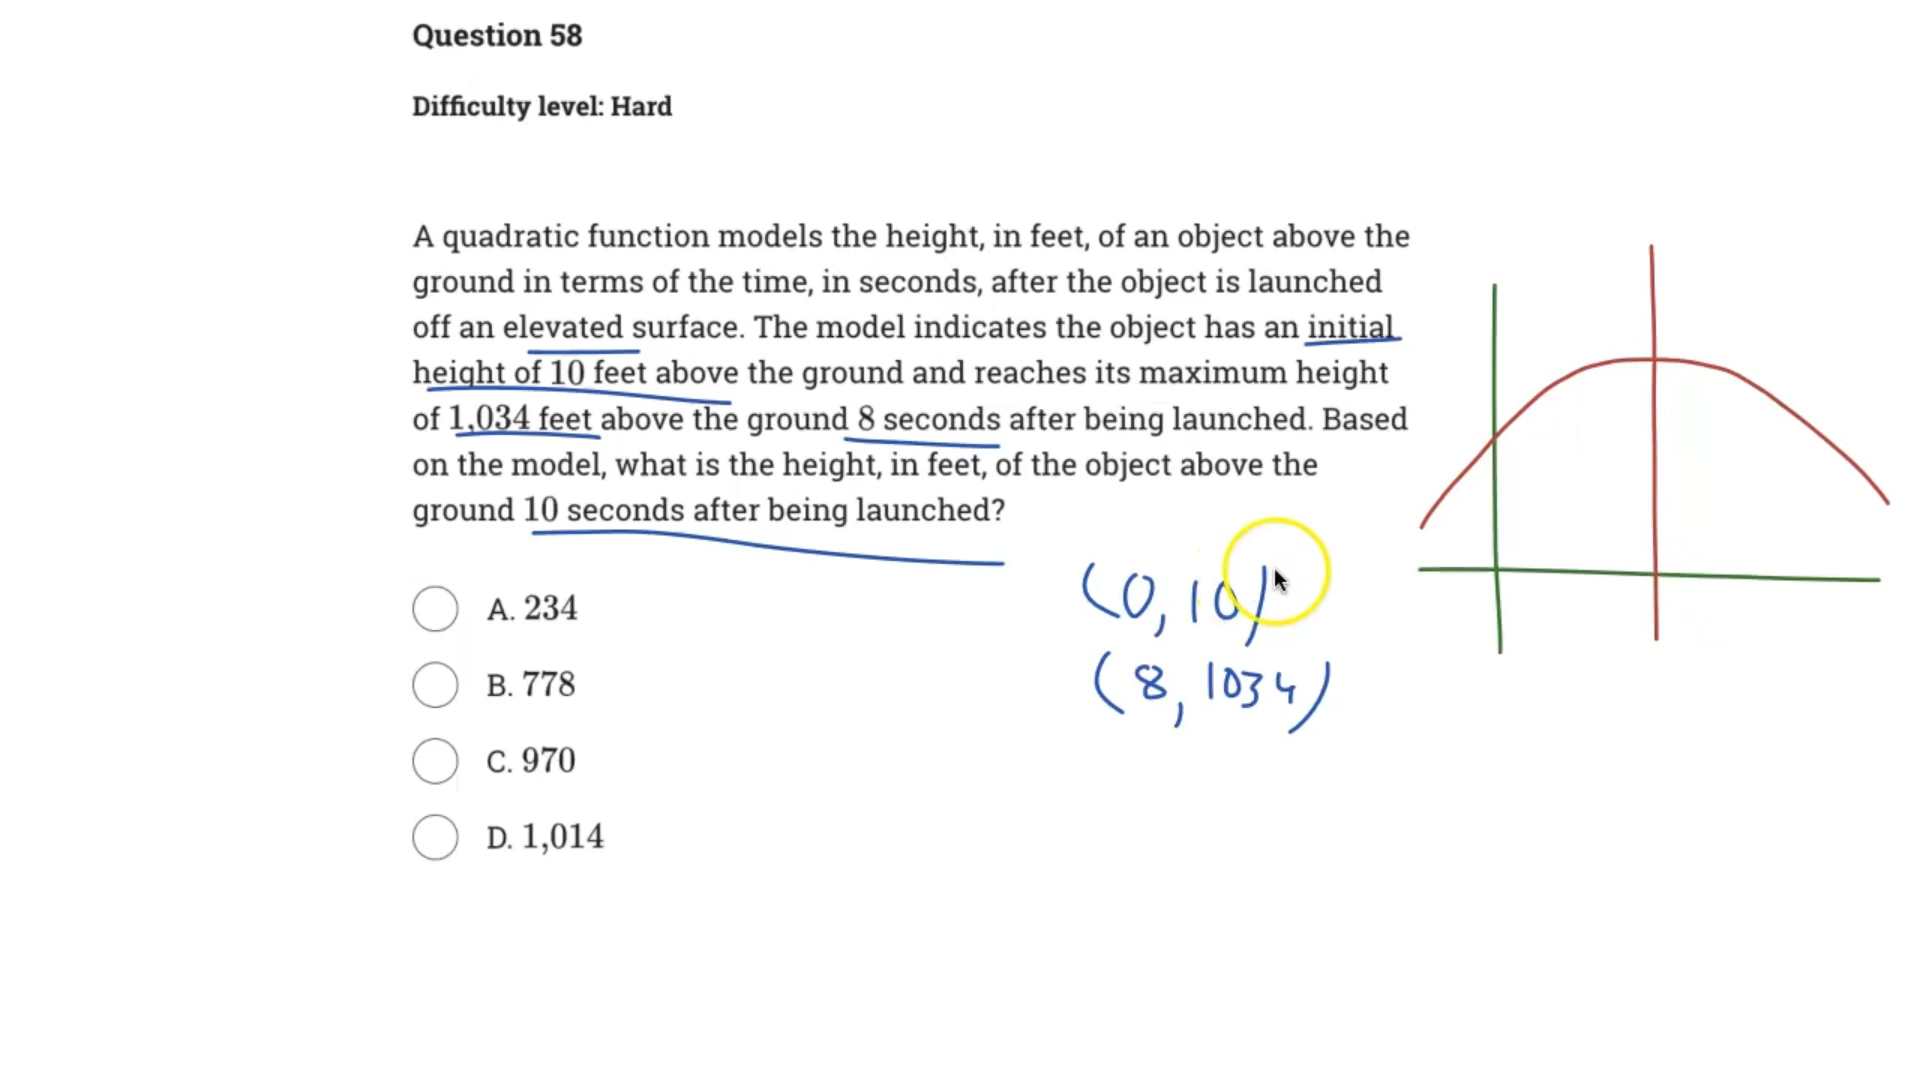 Question 58
Difficulty level: Hard
A quadratic function models the height, in feet, of an object above the
ground in terms of the time, in seconds, after the object is launched
off an elevated surface. The model indicates the object has an initial
height of 10 feet above the ground and reaches its maximum height
of 1,034 feet above the ground 8 seconds after being launched. Based
on the model, what is the height, in feet, of the object above the
ground 10 seconds after being launched?
(0, 10)
A. 234
(8, 1034)
B. 778
C. 970
D. 1,014